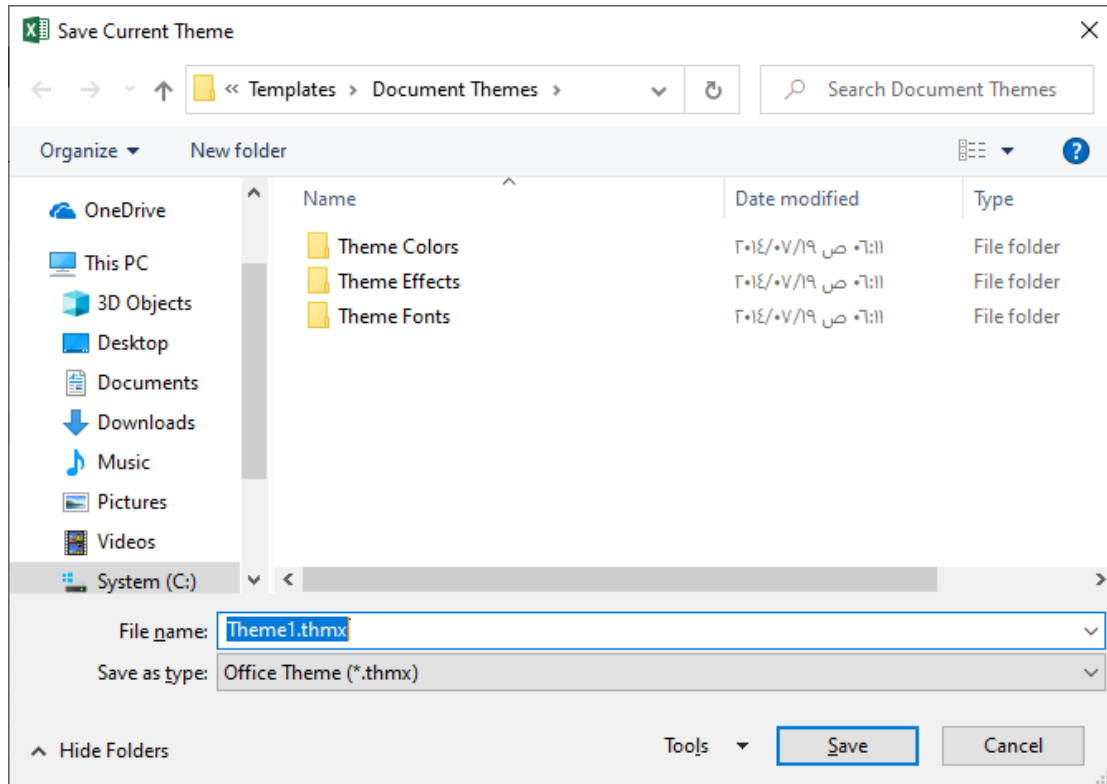 Save Current Theme
« Templates > Document Themes >
Search Document Themes
Organize
New folder
Name Date modified Type
Theme Colors ٢٠١٤/٠٧/١٩ ص ٠٦:١١ File folder
Theme Effects ٢٠١٤/٠٧/١٩ ص ٠٦:١١ File folder
Theme Fonts ٢٠١٤/٠٧/١٩ ص ٠٦:١١ File folder
OneDrive
This PC
3D Objects
Desktop
Documents
Downloads
Music
Pictures
Videos
System (C:)
File name: Theme1.thmx
Save as type: Office Theme (*.thmx)
Hide Folders
Tools
Save
Cancel